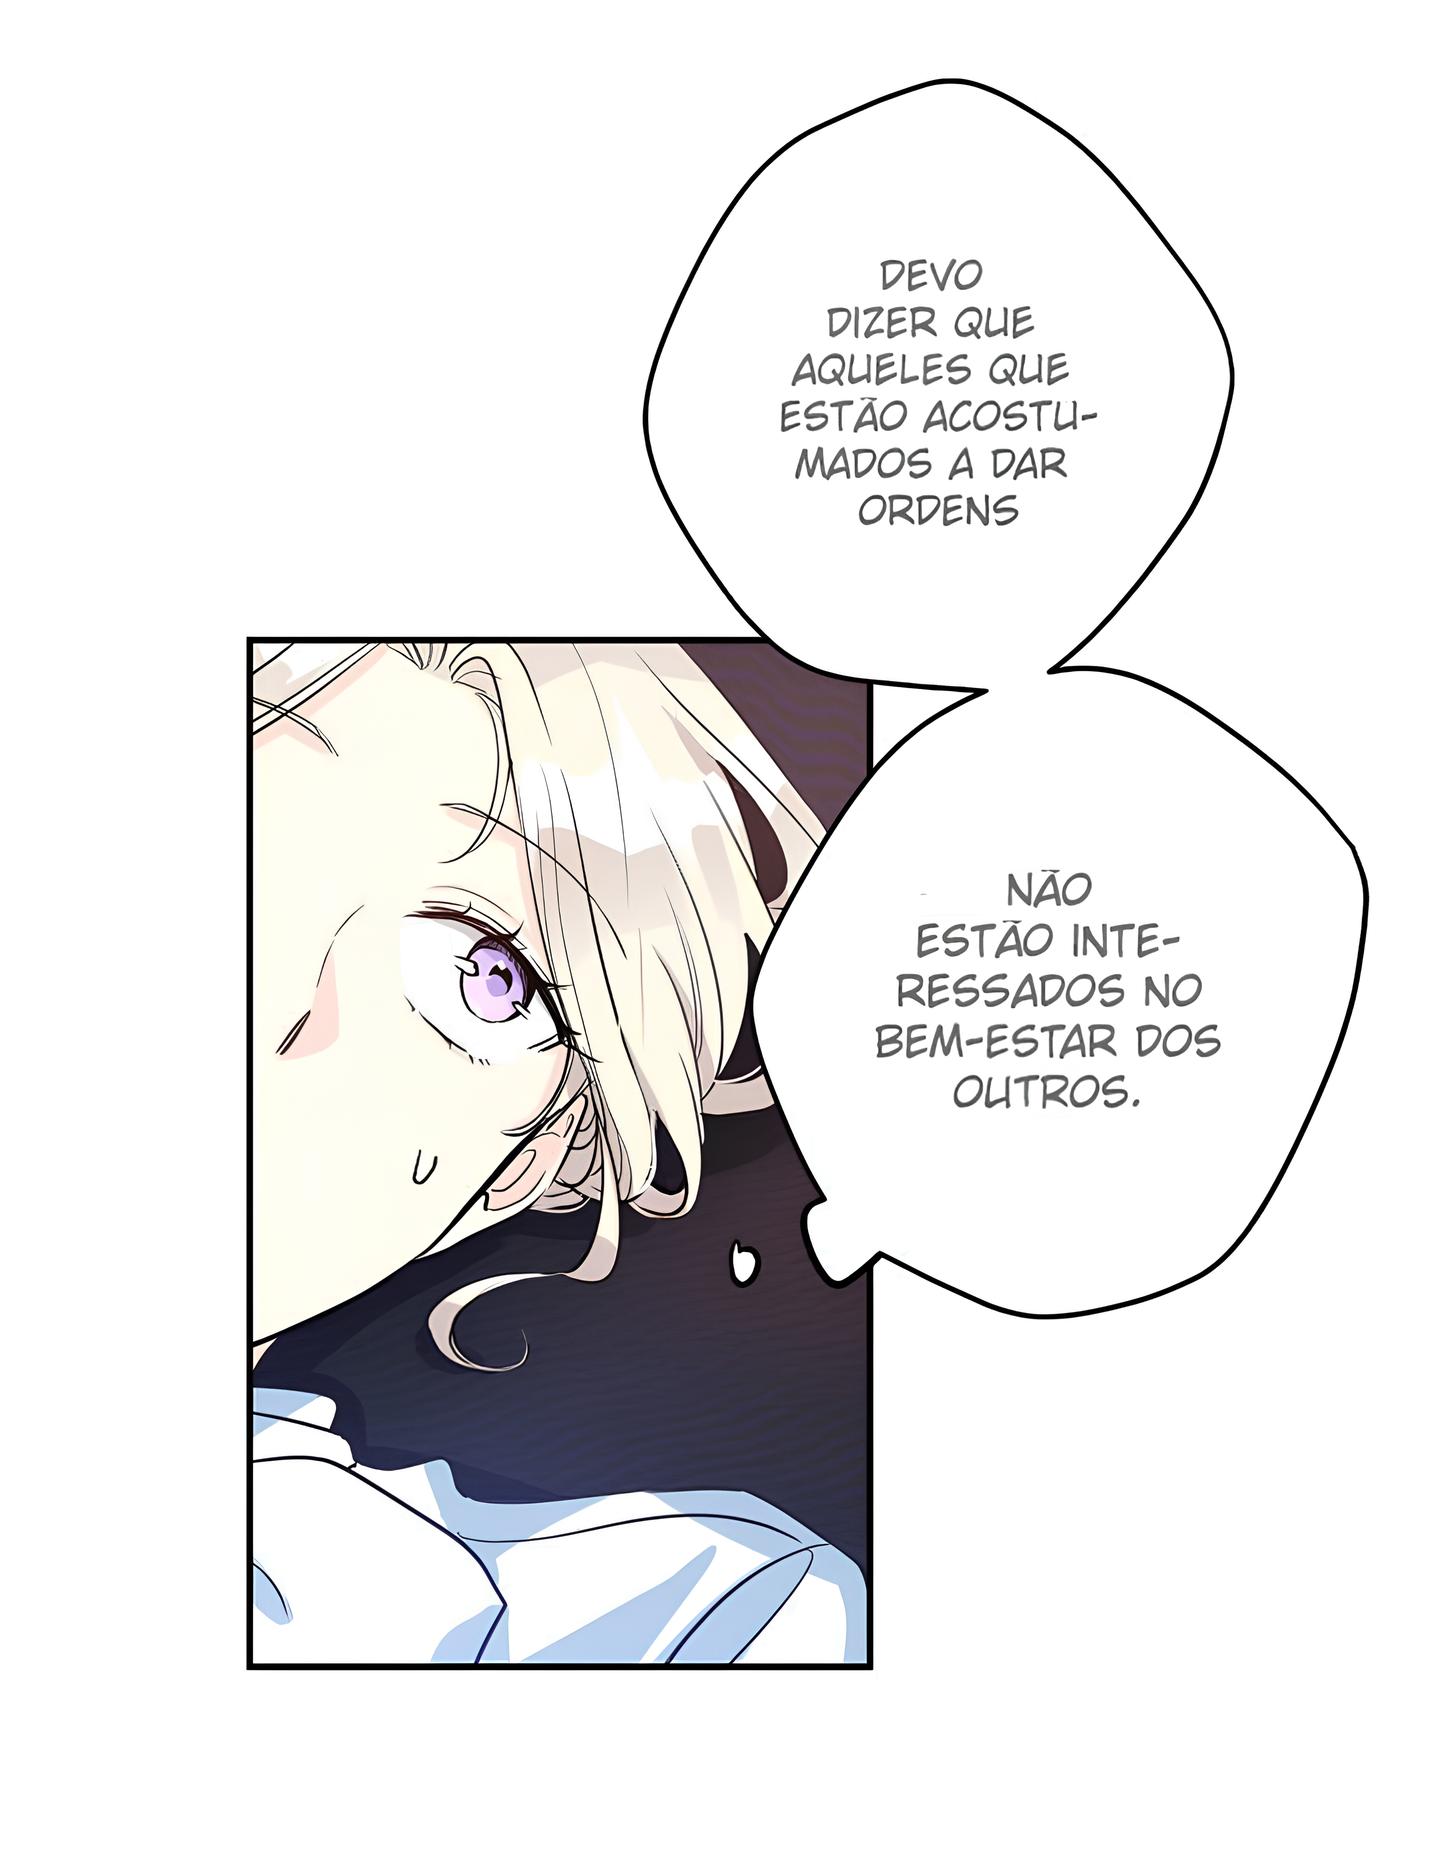 DEVO
DIZER QUE
AQUELES QUE
ESTÃO ACOSTU-
MADOS A DAR
ORDENS
NÃO
ESTÃO INTE-
RESSADOS NO
BEM-ESTAR DOS
OUTROS.